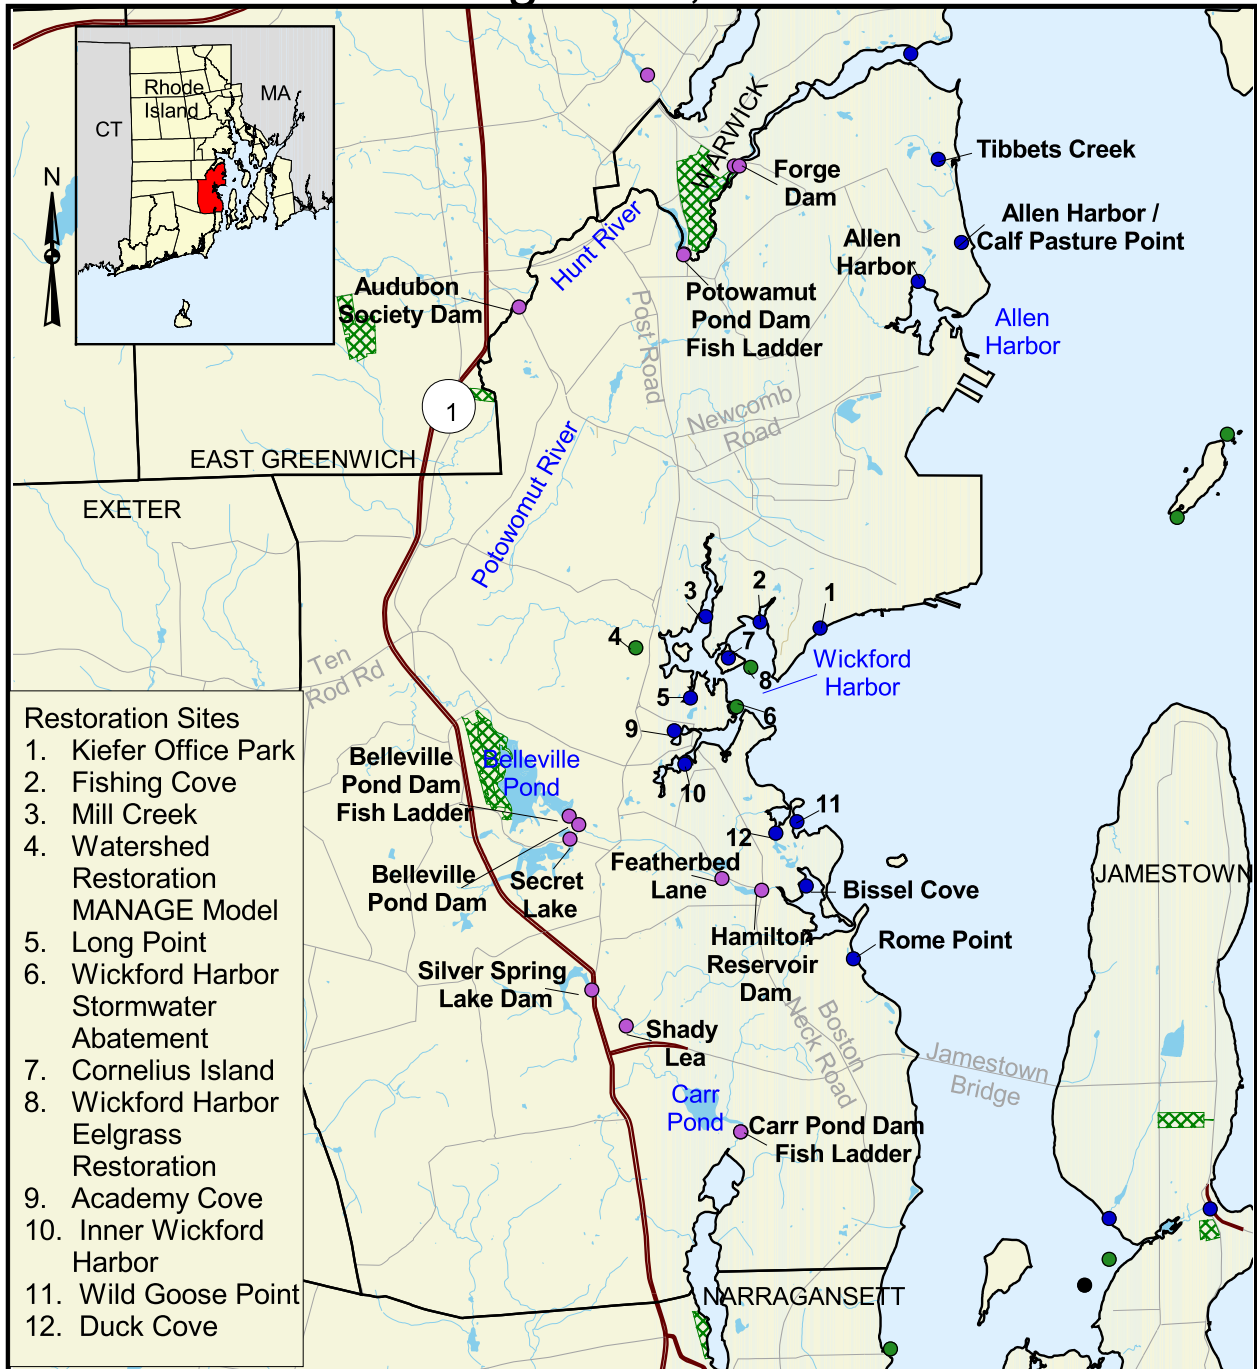 Rhode
Island
MA
CT
N
WARWICK
Tibbets Creek
Forge
Dam
Allen Harbor /
Calf Pasture Point
Allen
Harbor
Hunt River
Audubon
Society Dam
Potowamut
Pond Dam
Fish Ladder
Allen
Harbor
Post Road
Newcomb
Road
1
EAST GREENWICH
Potowomut River
EXETER
3
2
1
4
7
8
Wickford
Harbor
Ten
Rod Rd
5
6
9
10
Belleville
Pond
Belleville
Pond Dam
Fish Ladder
11
12
Belleville
Pond Dam
Secret
Lake
Featherbed
Lane
Bissel Cove
JAMESTOWN
Hamilton
Reservoir
Dam
Rome Point
Silver Spring
Lake Dam
Shady
Lea
Boston
Neck Road
Jamestown
Bridge
Carr
Pond
Carr Pond Dam
Fish Ladder
NARRAGANSETT
Restoration Sites
1. Kiefer Office Park
2. Fishing Cove
3. Mill Creek
4. Watershed
Restoration
MANAGE Model
5. Long Point
6. Wickford Harbor
Stormwater
Abatement
7. Cornelius Island
8. Wickford Harbor
Eelgrass
Restoration
9. Academy Cove
10. Inner Wickford
Harbor
11. Wild Goose Point
12. Duck Cove